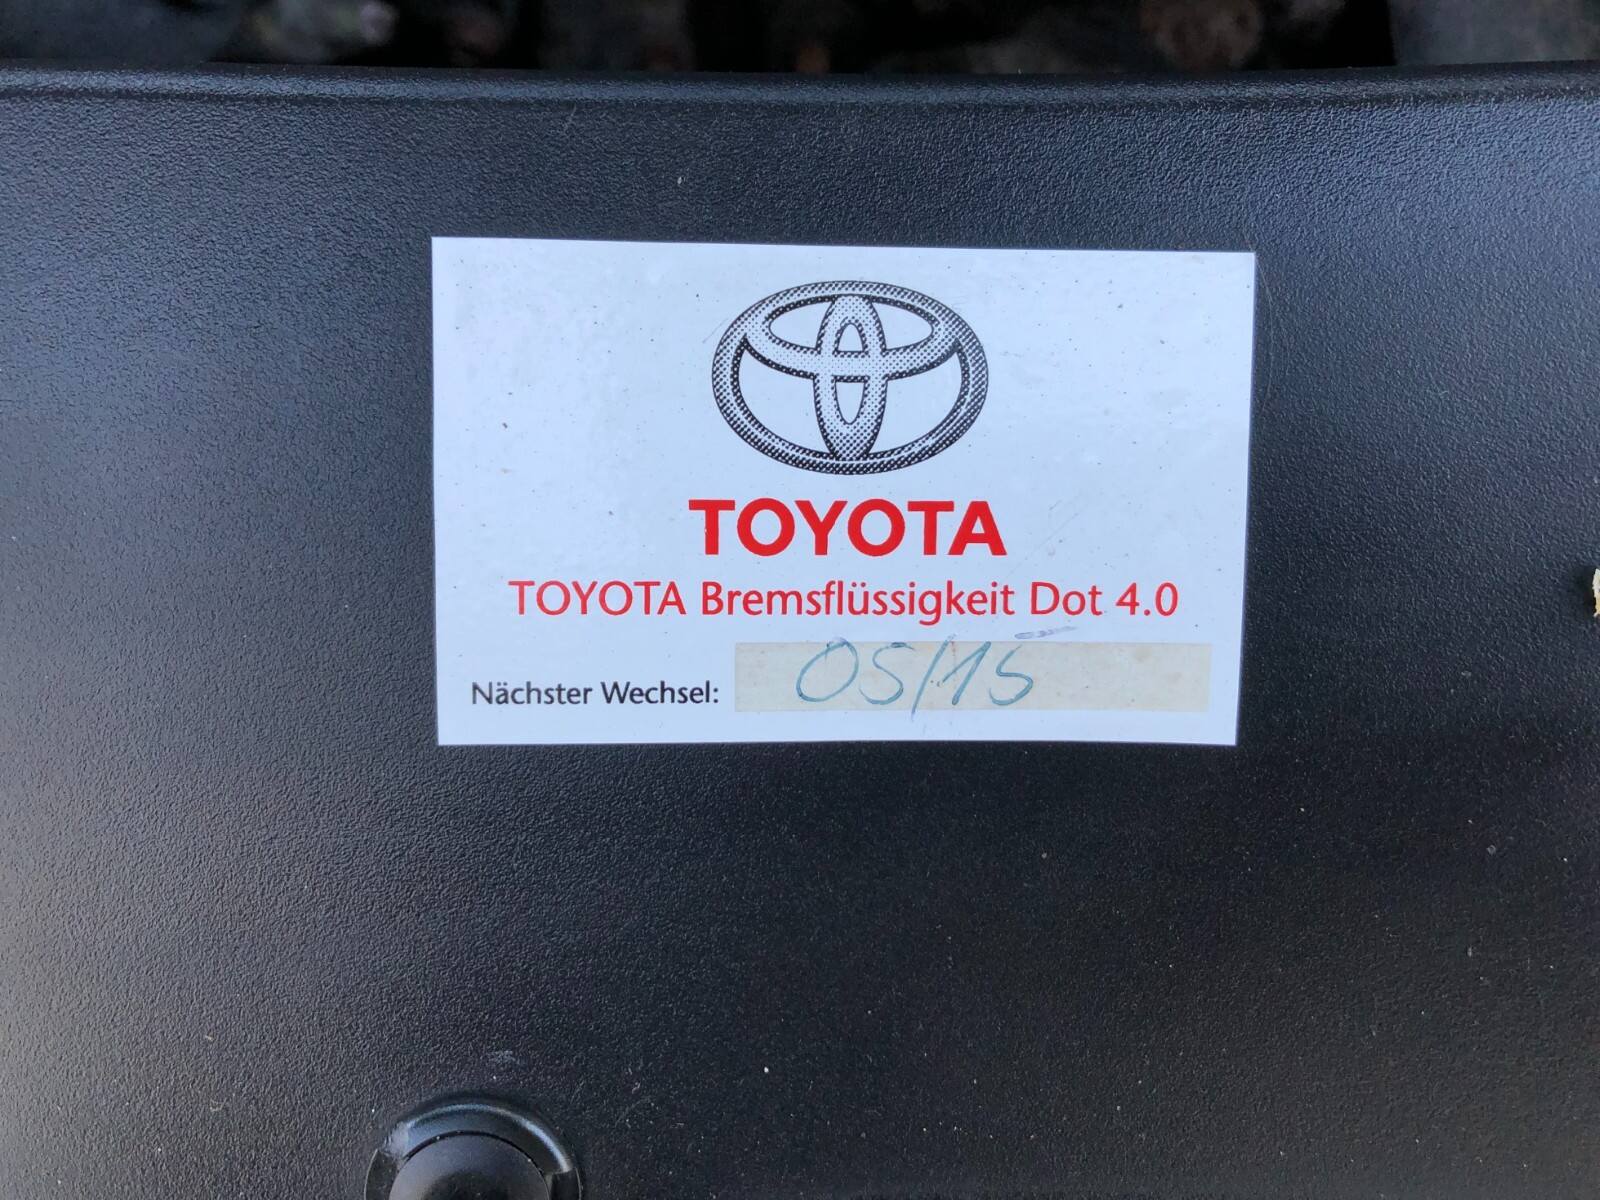 TOYOTA
TOYOTA Bremsflüssigkeit Dot 4.0
Nächster Wechsel: 05/15